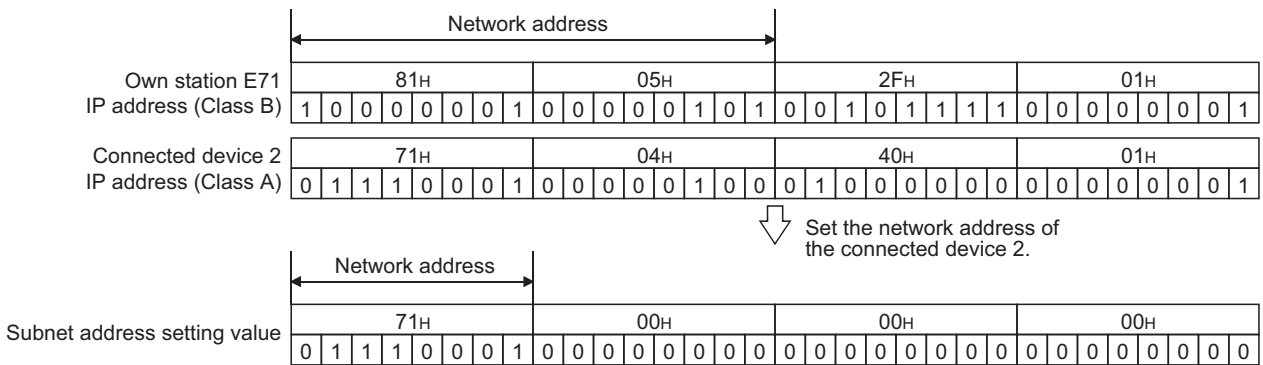 Network address
Own station E71
IP address (Class B)
81H 05H 2FH 01H
1 0 0 0 0 0 0 1 0 0 0 0 0 1 0 1 0 0 1 0 1 1 1 1 0 0 0 0 0 0 0 1
Connected device 2
IP address (Class A)
71H 04H 40H 01H
0 1 1 1 0 0 0 1 0 0 0 0 0 1 0 0 0 1 0 0 0 0 0 0 0 0 0 0 0 0 0 1
Set the network address of
the connected device 2.
Network address
Subnet address setting value
71H 00H 00H 00H
0 1 1 1 0 0 0 1 0 0 0 0 0 0 0 0 0 0 0 0 0 0 0 0 0 0 0 0 0 0 0 0